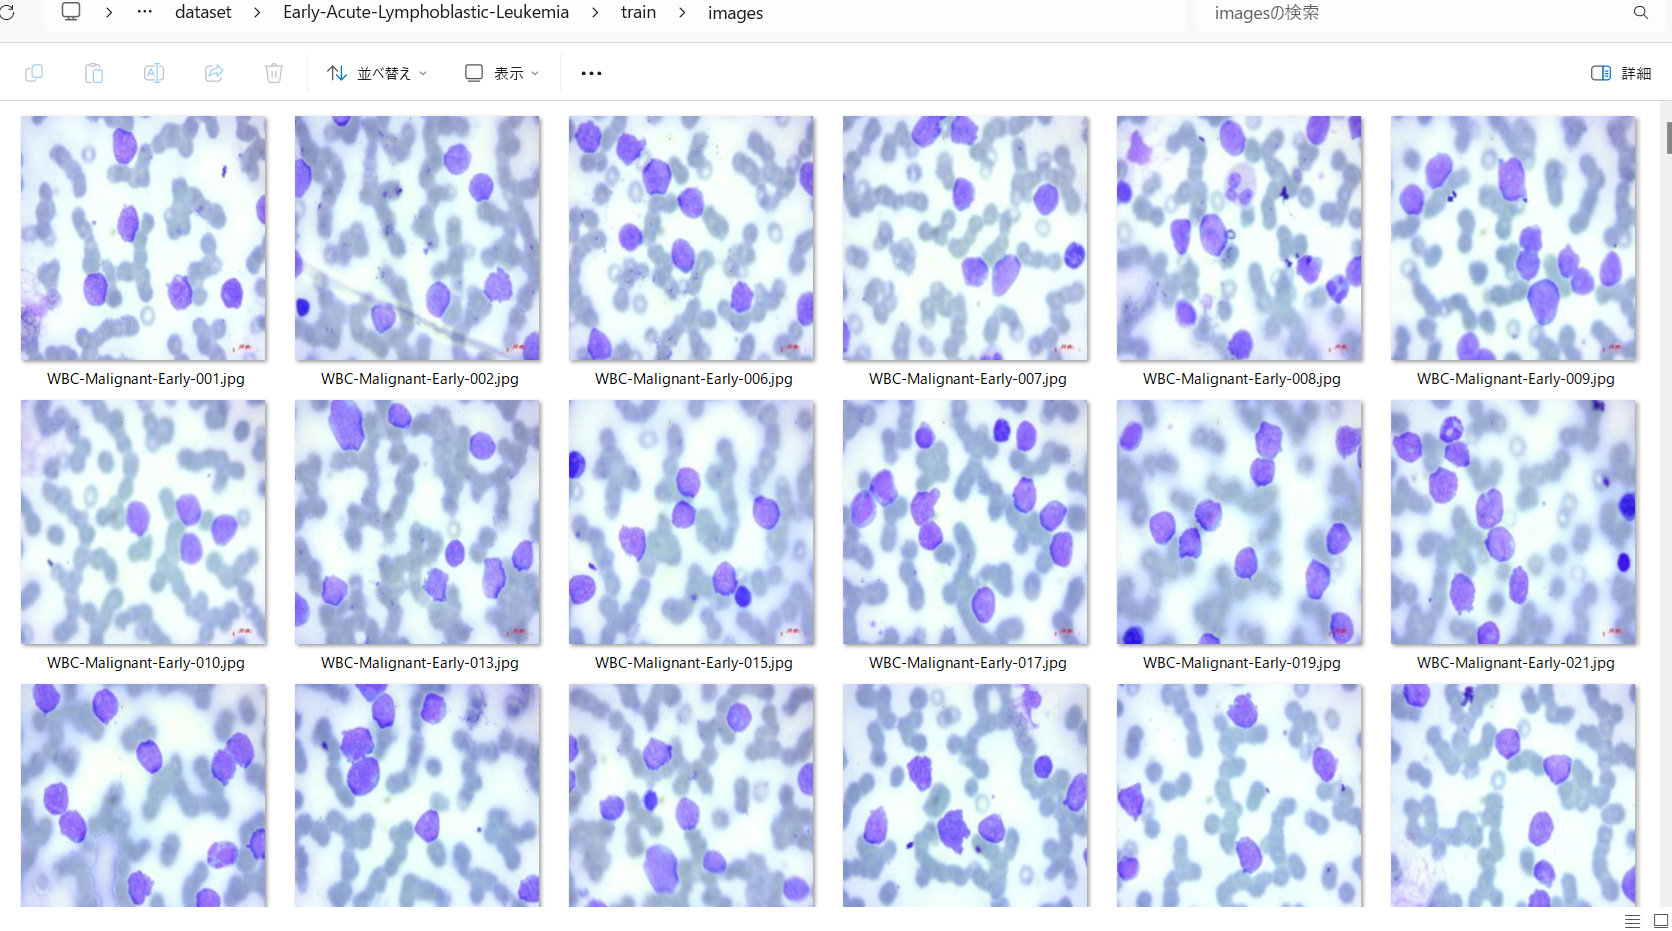 dataset > Early-Acute-Lymphoblastic-Leukemia > train > images
imagesの検索
並べ替え
表示
詳細
WBC-Malignant-Early-001.jpg
WBC-Malignant-Early-002.jpg
WBC-Malignant-Early-006.jpg
WBC-Malignant-Early-007.jpg
WBC-Malignant-Early-008.jpg
WBC-Malignant-Early-009.jpg
WBC-Malignant-Early-010.jpg
WBC-Malignant-Early-013.jpg
WBC-Malignant-Early-015.jpg
WBC-Malignant-Early-017.jpg
WBC-Malignant-Early-019.jpg
WBC-Malignant-Early-021.jpg